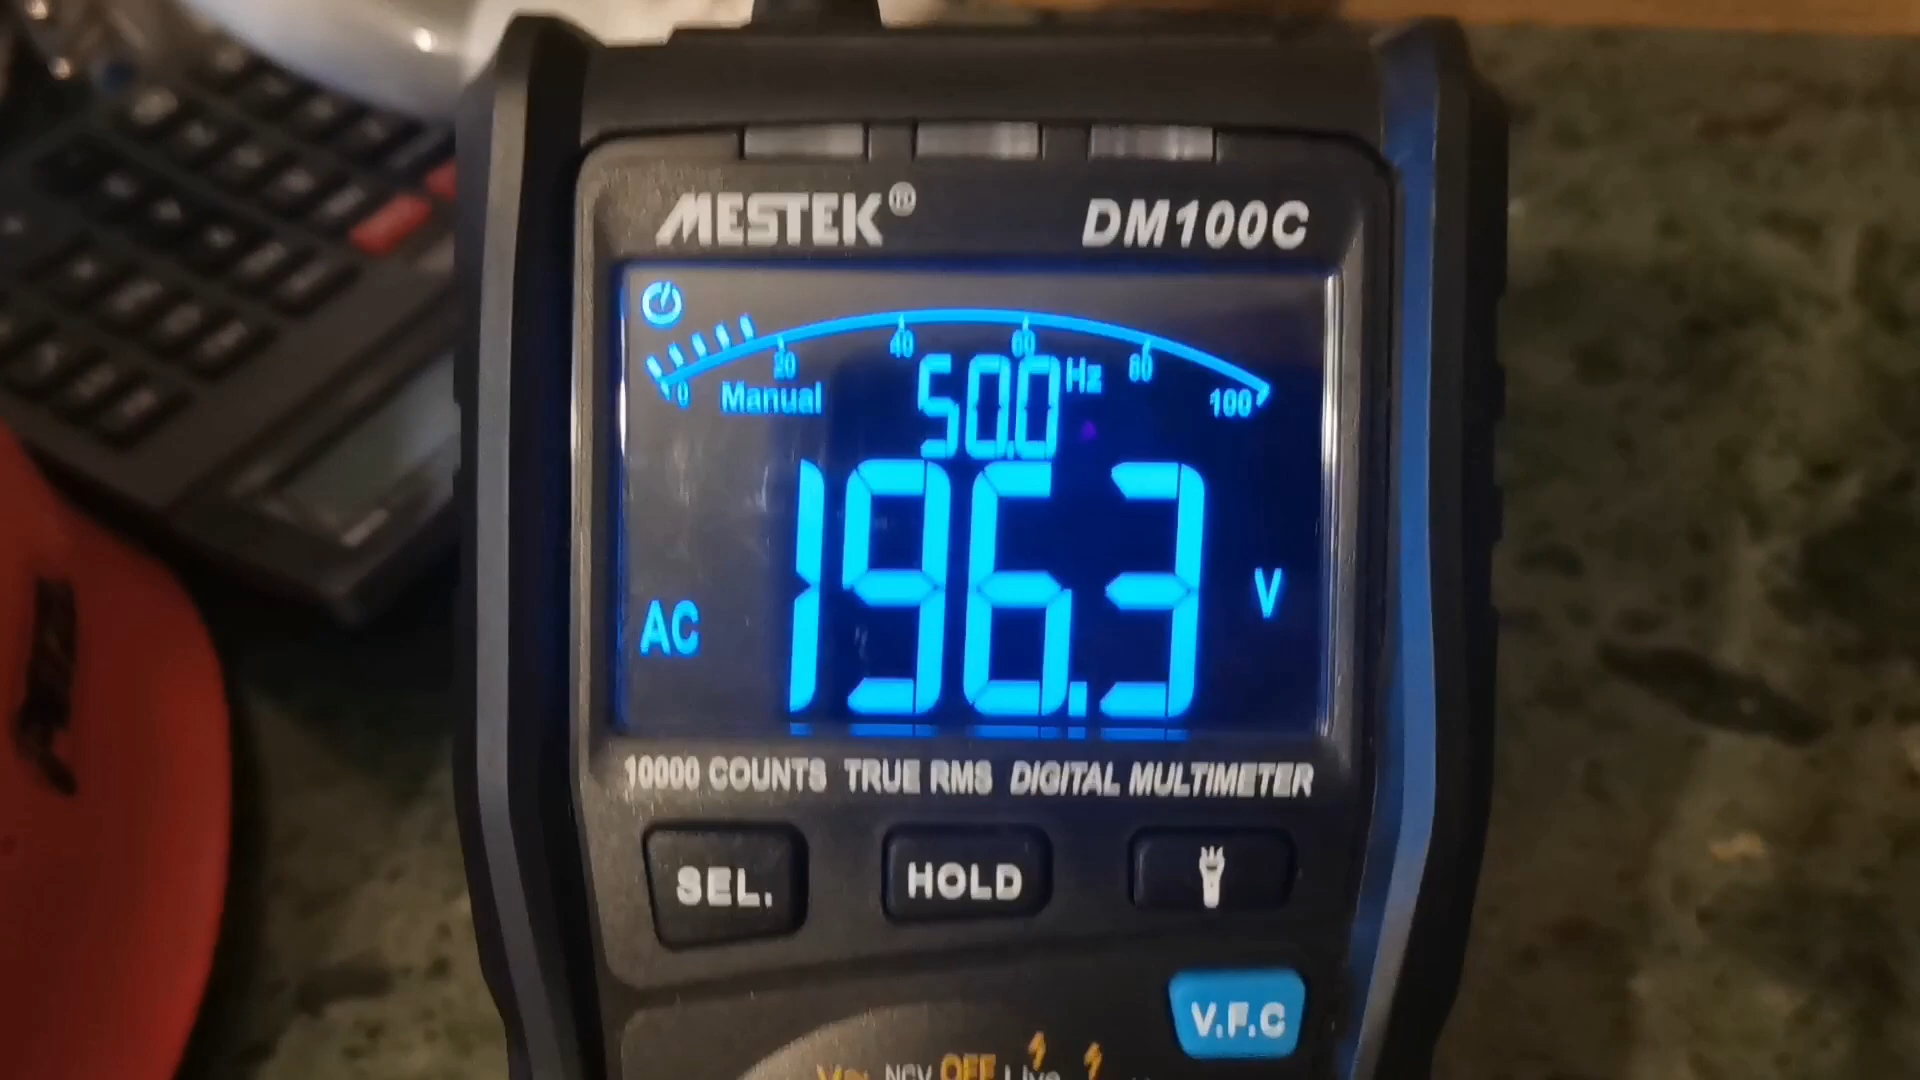 MESTEK® DM100C
0 20 40 60 80 100
Manual 50.0 Hz
AC 196.3 V
10000 COUNTS TRUE RMS DIGITAL MULTIMETER
SEL. HOLD
V.F.C
NCV OFF Live